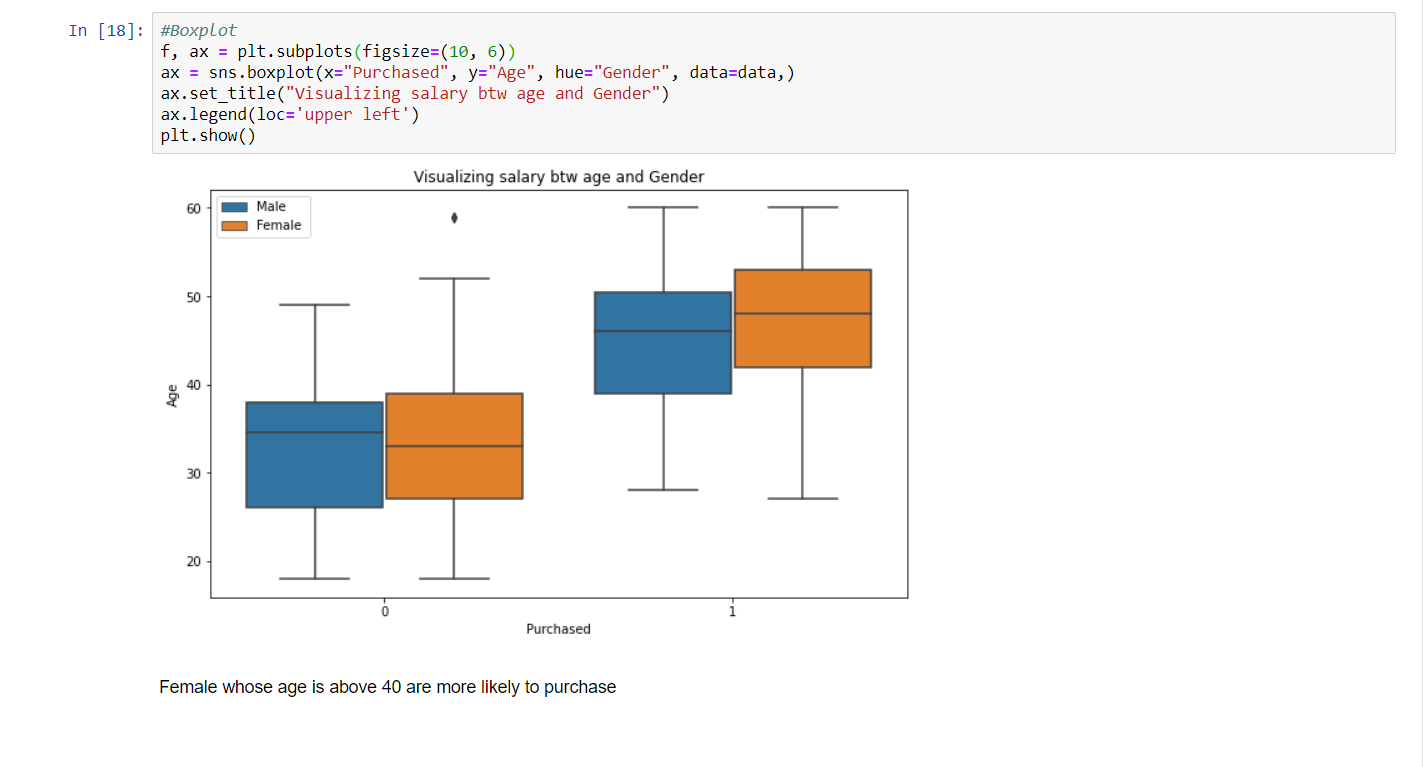 In [18]: #Boxplot
f, ax = plt.subplots(figsize=(10, 6))
ax = sns.boxplot(x="Purchased", y="Age", hue="Gender", data=data,)
ax.set_title("Visualizing salary btw age and Gender")
ax.legend(loc='upper left')
plt.show()
Visualizing salary btw age and Gender
Male
Female
60
50
40
30
20
Age
0 1
Purchased
Female whose age is above 40 are more likely to purchase